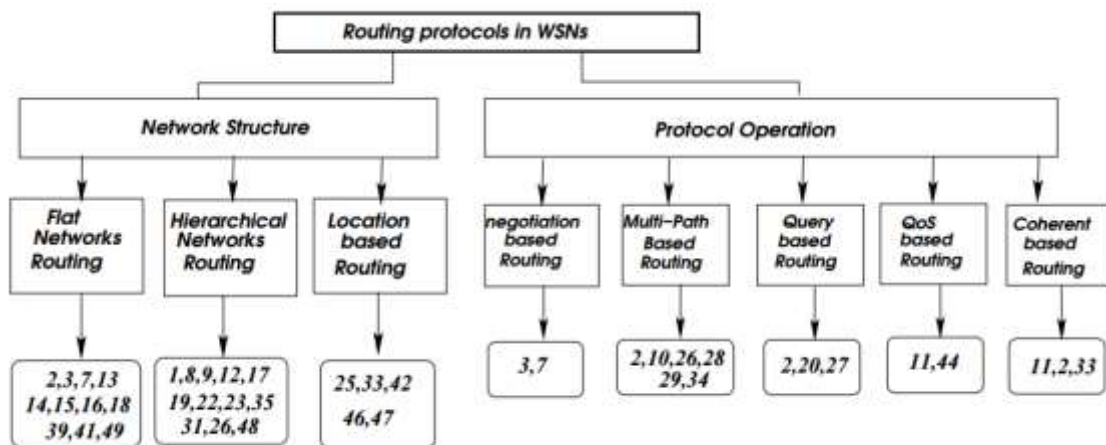 Routing protocols in WSNs
Network Structure
Protocol Operation
Flat
Networks
Routing
Hierarchical
Networks
Routing
Location
based
Routing
negotiation
based
Routing
Multi-Path
Based
Routing
Query
based
Routing
QoS
based
Routing
Coherent
based
Routing
2,3,7,13
14,15,16,18
39,41,49
1,8,9,12,17
19,22,23,35
31,26,48
25,33,42
46,47
3,7
2,10,26,28
29,34
2,20,27
11,44
11,2,33